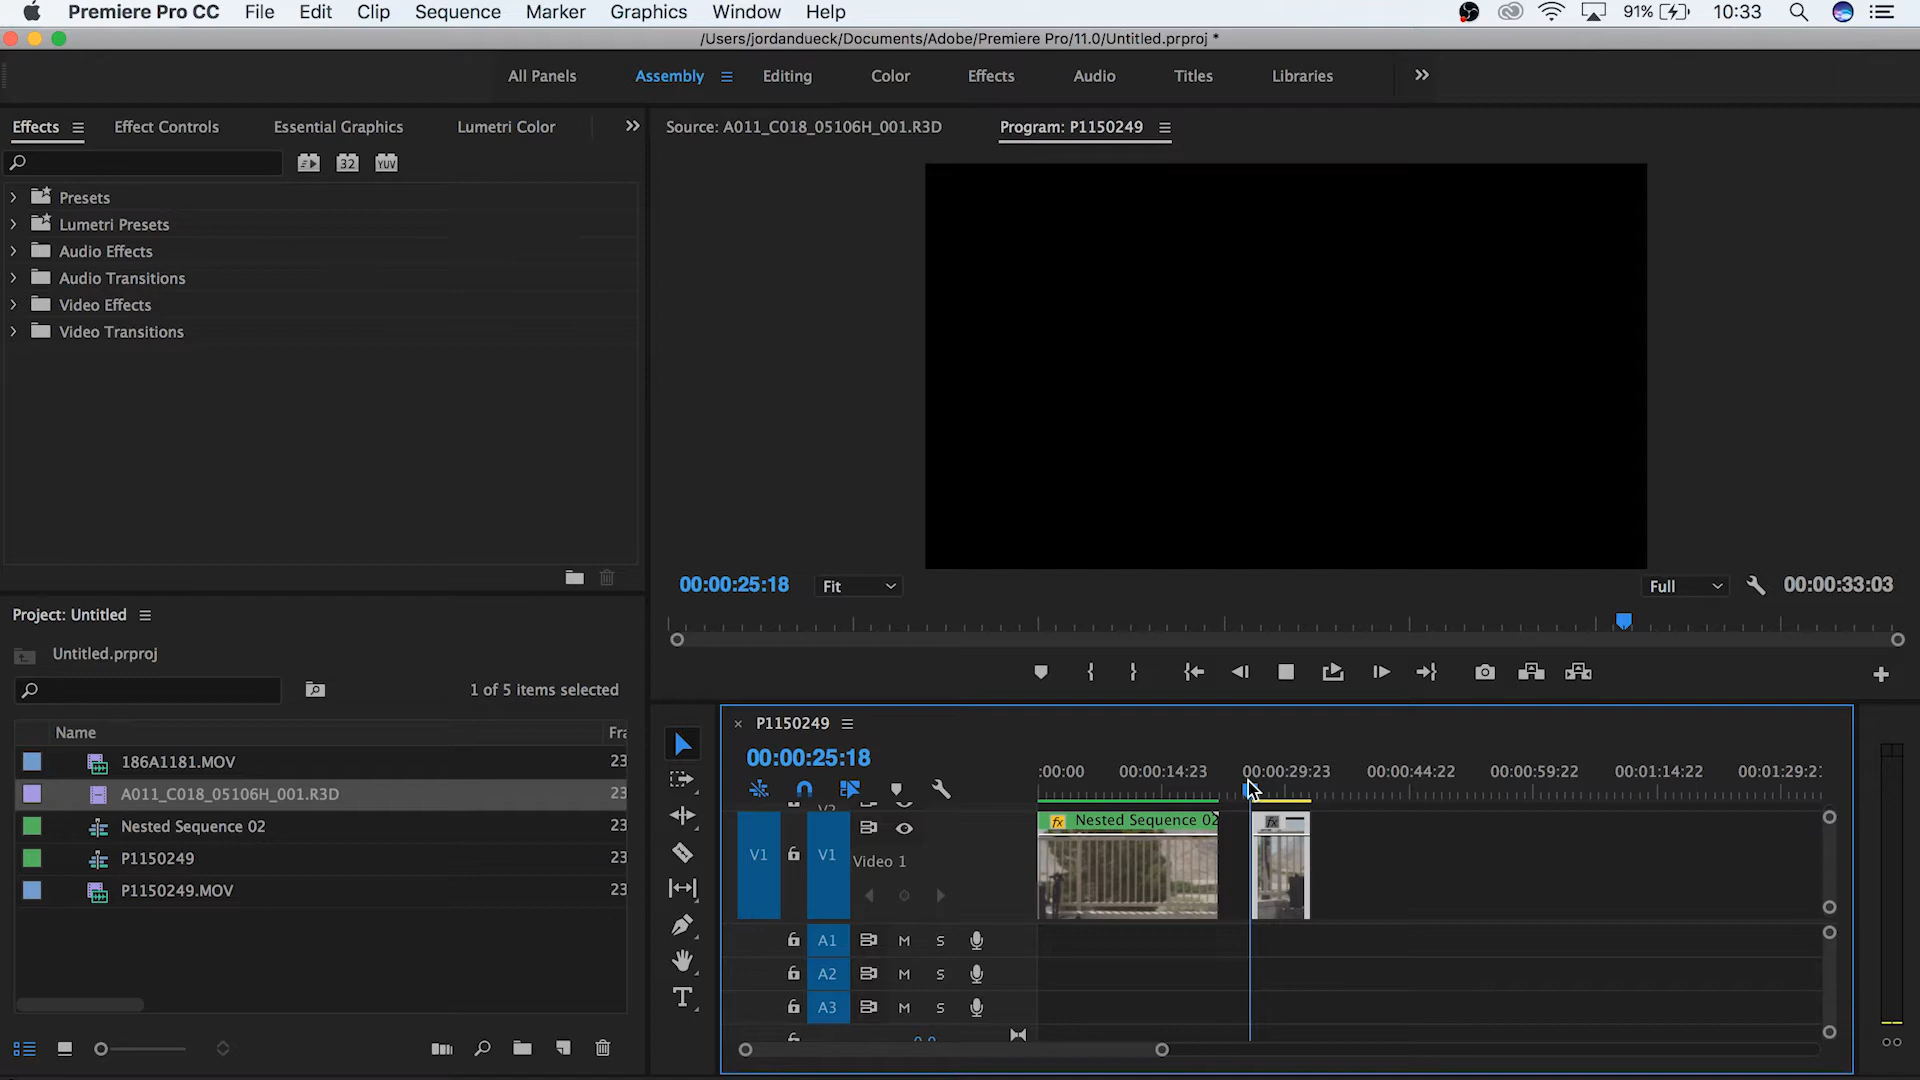 Premiere Pro CC File Edit Clip Sequence Marker Graphics Window Help 91% 10:33
/Users/jordandueck/Documents/Adobe/Premiere Pro/11.0/Untitled.prproj *
All Panels Assembly Editing Color Effects Audio Titles Libraries
Effects Effect Controls Essential Graphics Lumetri Color
Source: A011_C018_05106H_001.R3D Program: P1150249
32 YUV
Presets
Lumetri Presets
Audio Effects
Audio Transitions
Video Effects
Video Transitions
00:00:25:18 Fit Full 00:00:33:03
Project: Untitled
Untitled.prproj
1 of 5 items selected
Name Fra
186A1181.MOV 23
A011_C018_05106H_001.R3D 23
Nested Sequence 02 23
P1150249 23
P1150249.MOV 23
× P1150249
00:00:25:18
:00:00 00:00:14:23 00:00:29:23 00:00:44:22 00:00:59:22 00:01:14:22 00:01:29:21
V2
fx Nested Sequence 02 fx
V1 V1 Video 1
A1 M S
A2 M S
A3 M S
0.0
T